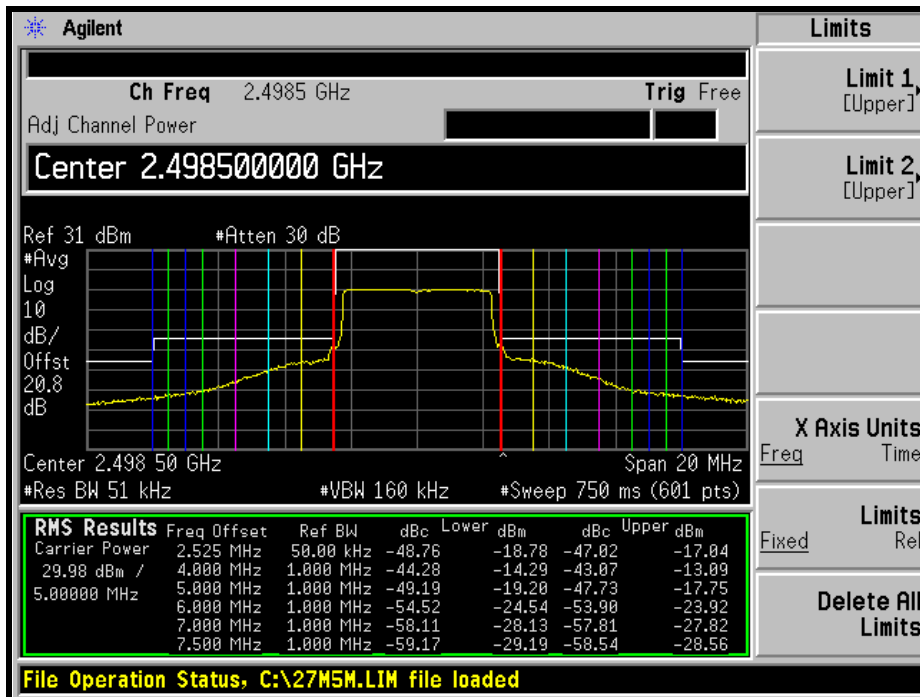 Agilent
Limits
Ch Freq 2.4985 GHz Trig Free
Adj Channel Power
Center 2.498500000 GHz
Ref 31 dBm #Atten 30 dB
#Avg
Log
10
dB/
Offst
20.8
dB
Center 2.498 50 GHz Span 20 MHz
#Res BW 51 kHz #VBW 160 kHz #Sweep 750 ms (601 pts)
RMS Results Freq Offset Ref BW dBc Lower dBm dBc Upper dBm
Carrier Power 2.525 MHz 50.00 kHz -48.76 -18.78 -47.02 -17.04
29.98 dBm / 4.000 MHz 1.000 MHz -44.28 -14.29 -43.07 -13.09
5.00000 MHz 5.000 MHz 1.000 MHz -49.19 -19.20 -47.73 -17.75
6.000 MHz 1.000 MHz -54.52 -24.54 -53.90 -23.92
7.000 MHz 1.000 MHz -58.11 -28.13 -57.81 -27.82
7.500 MHz 1.000 MHz -59.17 -29.19 -58.54 -28.56
File Operation Status, C:\27M5M.LIM file loaded
Limit 1
[Upper]
Limit 2
[Upper]
X Axis Units
Freq Time
Limits
Fixed Rel
Delete All
Limits